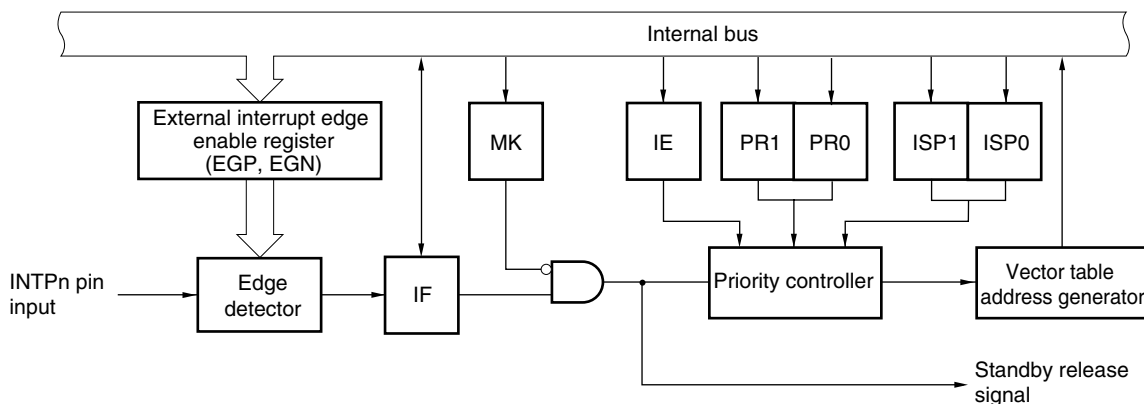 Internal bus
External interrupt edge
enable register
(EGP, EGN)
MK
IE
PR1
PR0
ISP1
ISP0
INTPn pin
input
Edge
detector
IF
Priority controller
Vector table
address generator
Standby release
signal